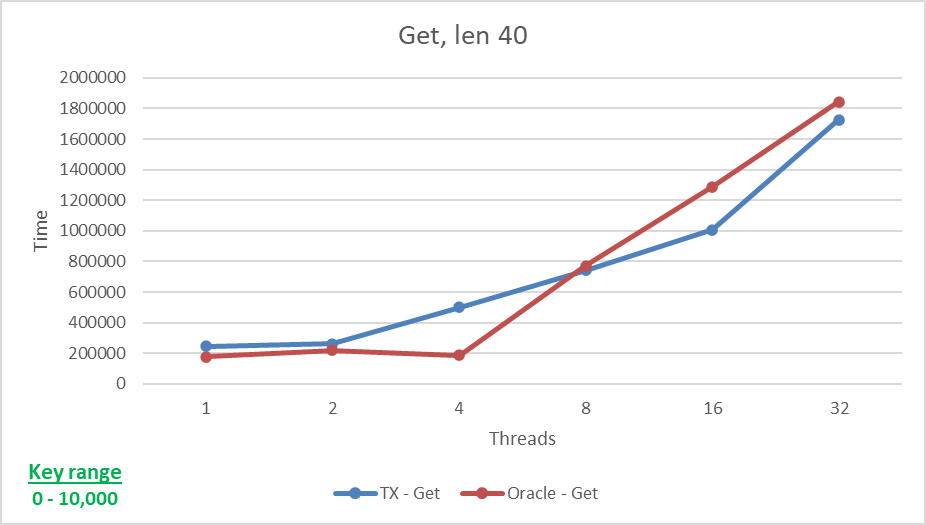 Get, len 40
2000000
1800000
1600000
1400000
1200000
1000000
800000
600000
400000
200000
0
Time
1 2 4 8 16 32
Threads
Key range
0 - 10,000
TX - Get Oracle - Get